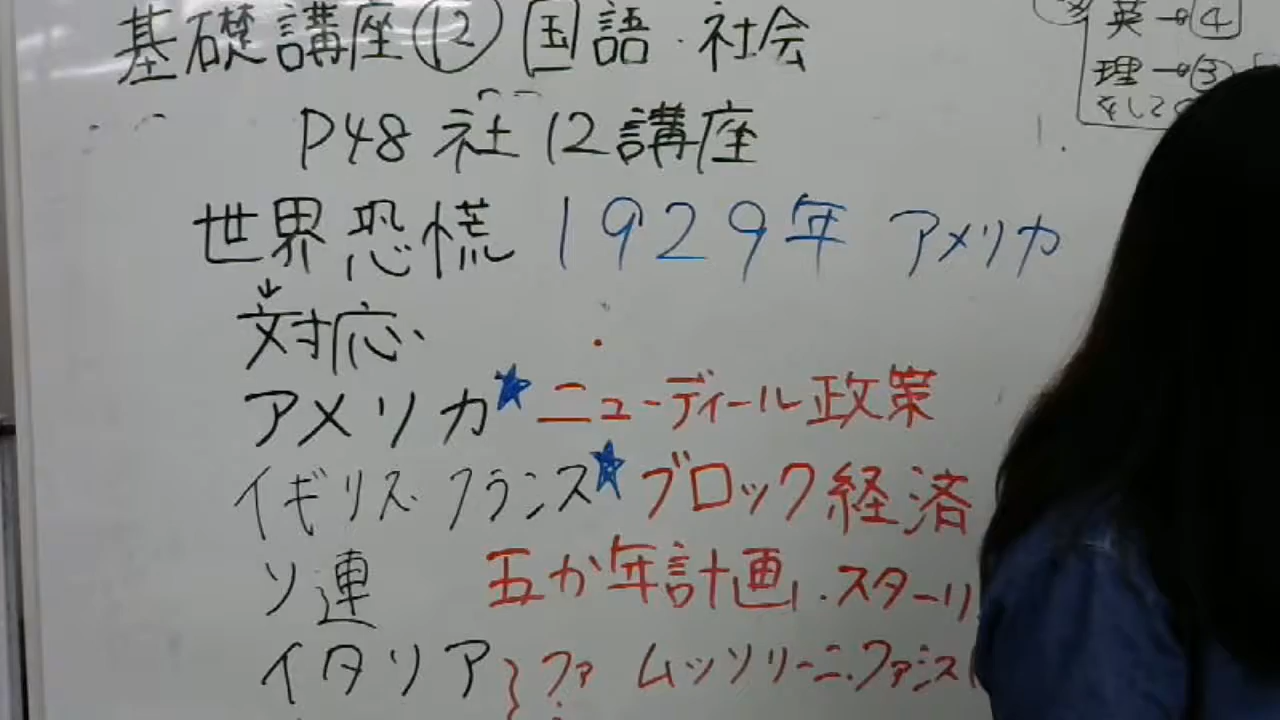 基礎講座⑫ 国語・社会
英→4
理→③
P48 社 12講座
世界恐慌 1929年 アメリカ
対応
アメリカ★ニューディール政策
イギリス・フランス★ブロック経済
ソ連 五か年計画・スターリ
イタリア ファ ムッソリーニ・ファシス